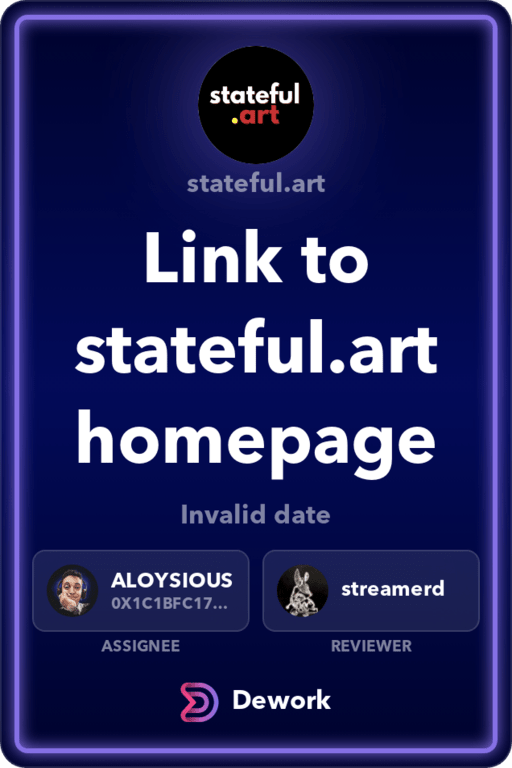 stateful
.art
stateful.art
Link to
stateful.art
homepage
Invalid date
ALOYSIOUS
0X1C1BFC17...
streamerd
ASSIGNEE
REVIEWER
Dework